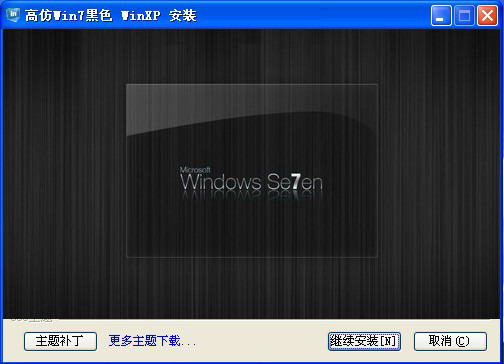 高仿Win7黑色 WinXP 安装
Microsoft
Windows Se7en
主题补丁
更多主题下载...
继续安装[N]
取消(C)